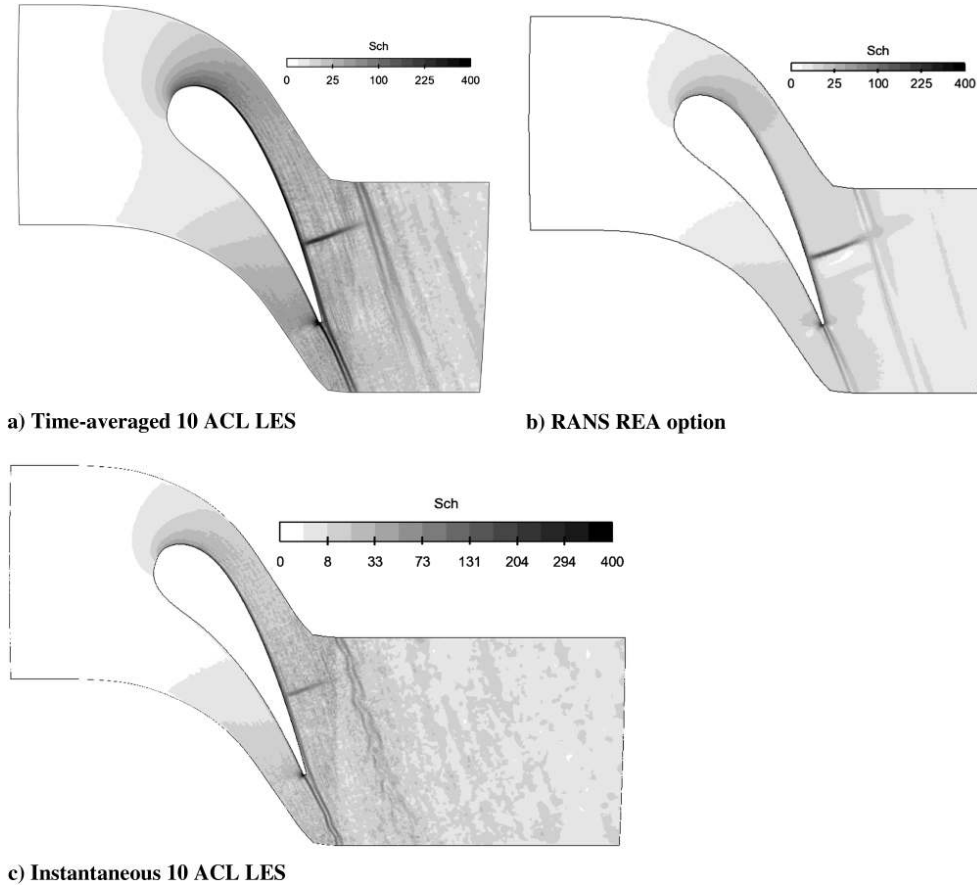 Sch
0 25 100 225 400
Sch
0 25 100 225 400
a) Time-averaged 10 ACL LES
b) RANS REA option
Sch
0 8 33 73 131 204 294 400
c) Instantaneous 10 ACL LES